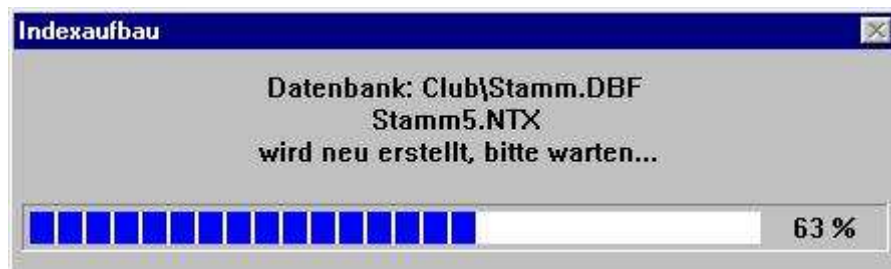 Indexaufbau
Datenbank: Club\Stamm.DBF
Stamm5.NTX
wird neu erstellt, bitte warten...
63 %